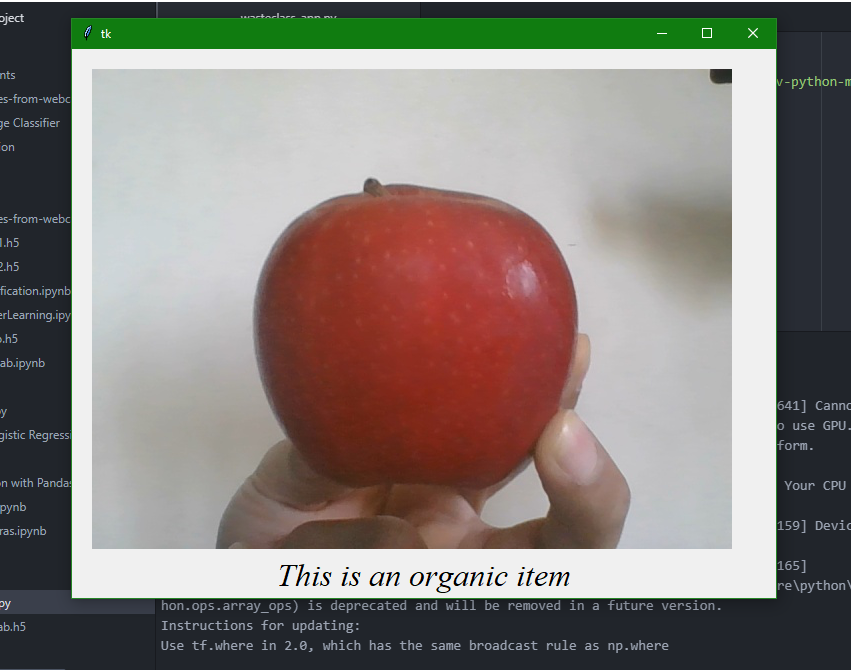 oject
wasteclass_app.py
tk
nts
es-from-webc
ge Classifier
ion
v-python-m
es-from-webc
1.h5
2.h5
fication.ipynb
erLearning.ipy
o.h5
ab.ipynb
py
gistic Regressi
on with Pandas
pynb
ras.ipynb
py
ab.h5
641] Canno
o use GPU.
form.
Your CPU
159] Devic
165]
re\python\
This is an organic item
hon.ops.array_ops) is deprecated and will be removed in a future version.
Instructions for updating:
Use tf.where in 2.0, which has the same broadcast rule as np.where